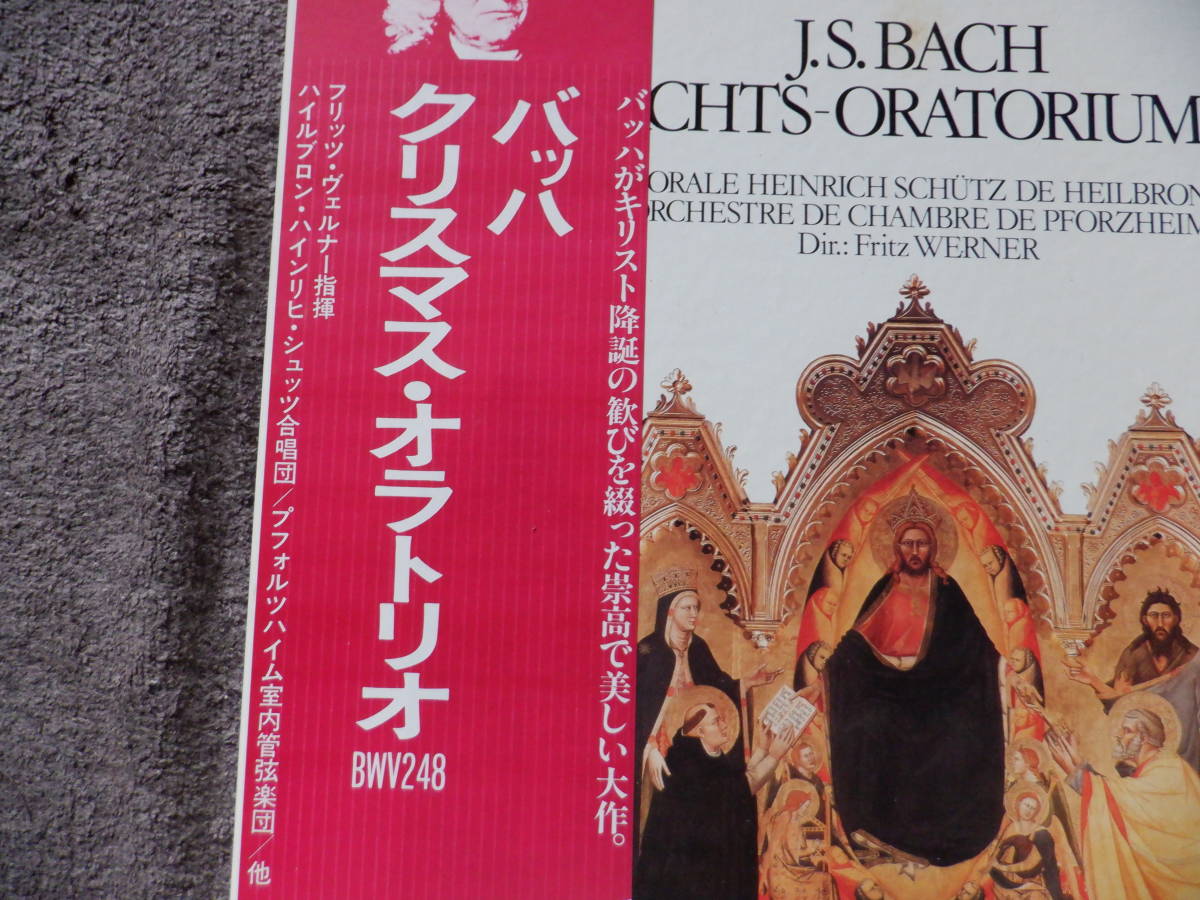 バッハがキリスト降誕の歓びを綴った崇高で美しい大作。
バッハ
クリスマス・オラトリオ
BWV248
フリッツ・ヴェルナー指揮
ハイルブロン・ハインリヒ・シュッツ合唱団／プフォルツハイム室内管弦楽団／他
J.S. BACH
CHTS-ORATORIUM
ORALE HEINRICH SCHÜTZ DE HEILBRON
ORCHESTRE DE CHAMBRE DE PFORZHEIM
Dir.: Fritz WERNER